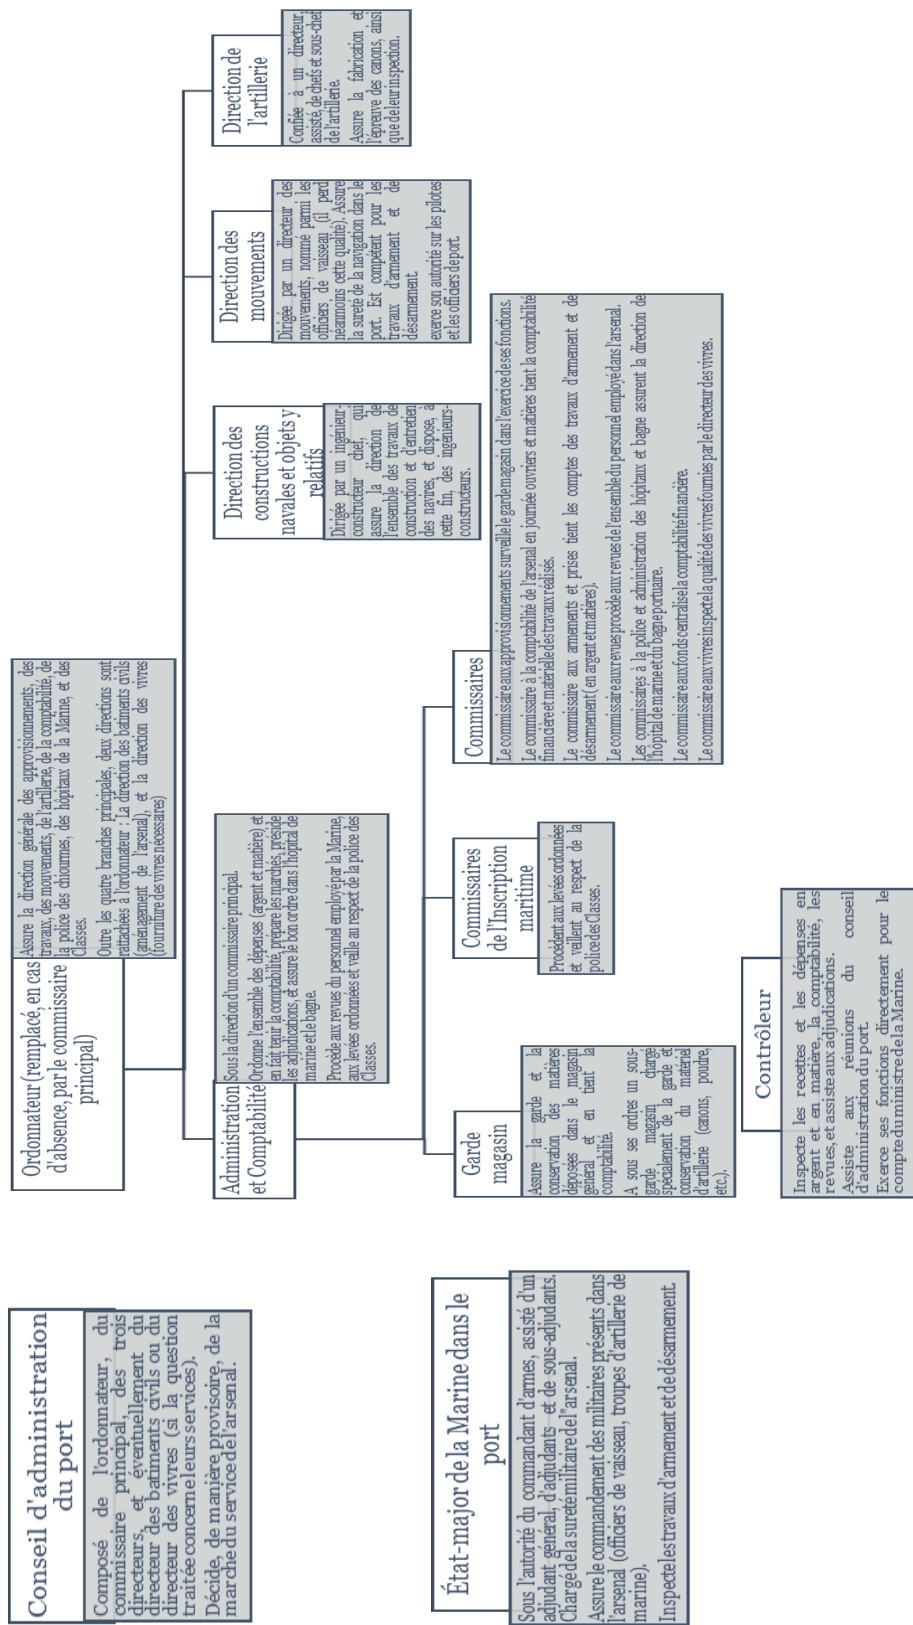 Conseil d'administration
du port
Composé de l'ordonnateur, du
commissaire principal, des trois
directeurs, et éventuellement du
directeur des batiments civils ou du
directeur des vivres (si la question
traitée concerne leurs services).
Décide, de manière provisoire, de la
marche du service de l'arsenal.
État-major de la Marine dans le
port
Sous l'autorité du commandant d'armes, assisté d'un
adjudant général, d'adjudants et de sous-adjudants.
Chargé de la sureté militaire de l"arsenal.
Assure le commandement des militaires présents dans
l'arsenal (officiers de vaisseau, troupes d'artillerie de
marine).
Inspecte les travaux d'armement et de désarmement.
Ordonnateur (remplacé, en cas
d'absence, par le commissaire
principal)
Assure la direction générale des approvisionnements, des
travaux, des mouvements, de l'artillerie, de la comptabilité, de
la police des chiourmes, des hôpitaux de la Marine, et des
Classes.
Outre les quatre branches principales, deux directions sont
rattachées à l'ordonnateur : La direction des batiments civils
(aménagement de l'arsenal), et la direction des vivres
(fourniture des vivres nécessaires)
Administration
et Comptabilité
Sous la direction d'un commissaire principal.
Ordonne l'ensemble des dépenses (argent et matière) et
en fait tenir la comptabilité, prépare les marchés, préside
les adjudications, et assure le bon ordre dans l'hôpital de
marine et le bagne.
Procède aux revues du personnel employé par la Marine,
aux levées ordonnées et veille au respect de la police des
Classes.
Direction des
constructions
navales et objets y
relatifs
Dirigée par un ingénieur-
constructeur chef, qui
assure la direction de
l'ensemble des travaux de
construction et d'entretien
des navires, et dispose, à
cette fin, des ingenieurs-
constructeurs.
Direction des
mouvements
Dirigée par un directeur des
mouvements, nommé parmi les
officiers de vaisseau (il perd
néanmoins cette qualité). Assure
la sureté de la navigation dans le
port. Est compétent pour les
travaux d'armement et de
désarmement.
exerce son autorité sur les pilotes
et les officiers de port.
Direction de
l'artillerie
Confiée à un directeur,
assisté, de chefs et sous-chef
de l'artillerie.
Assure la fabrication et
l'épreuve des canons, ainsi
que de leur inspection.
Garde
magasin
Assure la garde et la
conservation des matières
déposées dans le magasin
général et en tient la
comptabilité.
A sous ses ordres un sous-
garde magasin chargé
spécialement de la garde et
conservation du matériel
d'artillerie (canons, poudre,
etc.).
Commissaires
de l'Inscription
maritime
Procèdent aux levées ordonnées
et veillent au respect de la
police des Classes.
Commissaires
Le commissaire aux approvisionnements surveille le garde magasin dans l'exercice de ses fonctions.
Le commissaire à la comptabilité de l'arsenal en journée ouvriers et matières tient la comptabilité
financière et matérielle des travaux réalisés.
Le commissaire aux armements et prises tient les comptes des travaux d'armement et de
désarmement ( en argent et matières).
Le commissaire aux revues procède aux revues de l'ensemble du personnel employé dans l'arsenal.
Les commissaires à la police et administration des hôpitaux et bagne assurent la direction de
l'hôpital de marine et du bagne portuaire.
Le commissaire aux fonds centralise la comptabilité financière.
Le commissaire aux vivres inspecte la qualité des vivres fournies par le directeur des vivres.
Contrôleur
Inspecte les recettes et les dépenses en
argent et en matière, la comptabilité, les
revues, et assiste aux adjudications.
Assiste aux réunions du conseil
d'administration du port.
Exerce ses fonctions directement pour le
compte du ministre de la Marine.